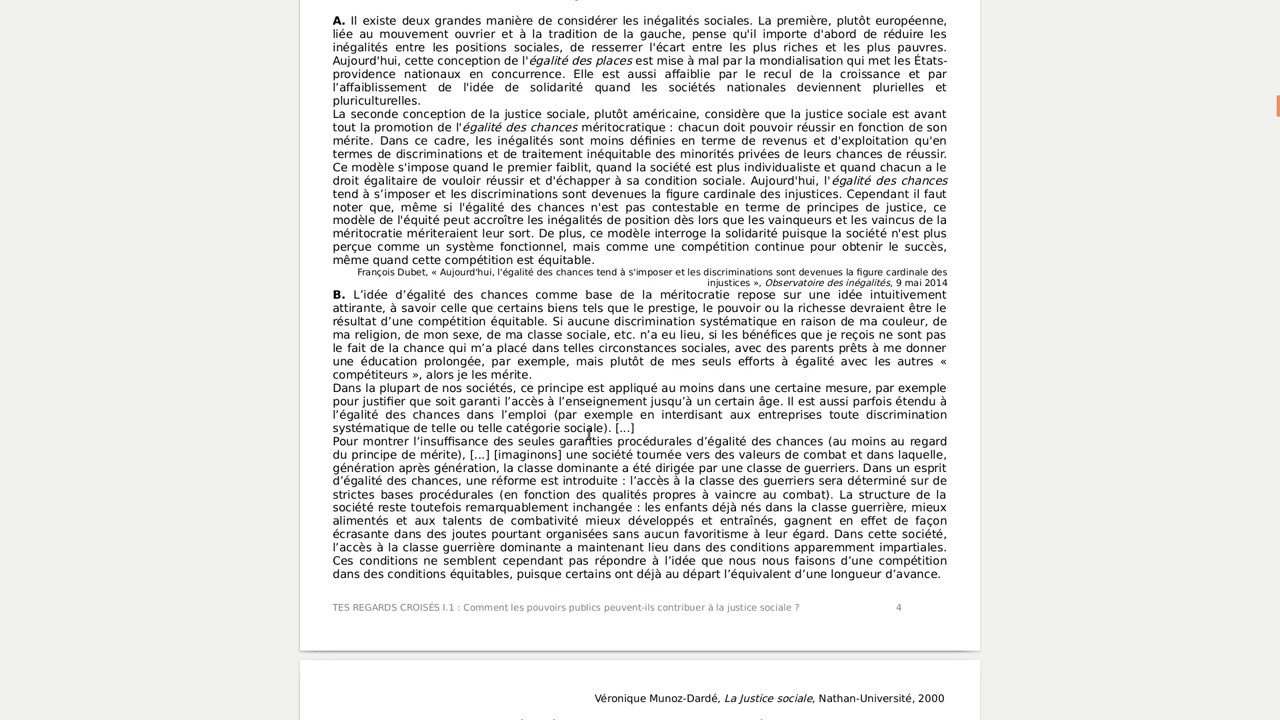 A. Il existe deux grandes manière de considérer les inégalités sociales. La première, plutôt européenne,
liée au mouvement ouvrier et à la tradition de la gauche, pense qu'il importe d'abord de réduire les
inégalités entre les positions sociales, de resserrer l'écart entre les plus riches et les plus pauvres.
Aujourd'hui, cette conception de l'égalité des places est mise à mal par la mondialisation qui met les États-
providence nationaux en concurrence. Elle est aussi affaiblie par le recul de la croissance et par
l’affaiblissement de l'idée de solidarité quand les sociétés nationales deviennent plurielles et
pluriculturelles.
La seconde conception de la justice sociale, plutôt américaine, considère que la justice sociale est avant
tout la promotion de l'égalité des chances méritocratique : chacun doit pouvoir réussir en fonction de son
mérite. Dans ce cadre, les inégalités sont moins définies en terme de revenus et d'exploitation qu'en
termes de discriminations et de traitement inéquitable des minorités privées de leurs chances de réussir.
Ce modèle s'impose quand le premier faiblit, quand la société est plus individualiste et quand chacun a le
droit égalitaire de vouloir réussir et d'échapper à sa condition sociale. Aujourd'hui, l'égalité des chances
tend à s’imposer et les discriminations sont devenues la figure cardinale des injustices. Cependant il faut
noter que, même si l'égalité des chances n'est pas contestable en terme de principes de justice, ce
modèle de l'équité peut accroître les inégalités de position dès lors que les vainqueurs et les vaincus de la
méritocratie mériteraient leur sort. De plus, ce modèle interroge la solidarité puisque la société n'est plus
perçue comme un système fonctionnel, mais comme une compétition continue pour obtenir le succès,
même quand cette compétition est équitable.
François Dubet, « Aujourd'hui, l'égalité des chances tend à s'imposer et les discriminations sont devenues la figure cardinale des
injustices », Observatoire des inégalités, 9 mai 2014
B. L’idée d’égalité des chances comme base de la méritocratie repose sur une idée intuitivement
attirante, à savoir celle que certains biens tels que le prestige, le pouvoir ou la richesse devraient être le
résultat d’une compétition équitable. Si aucune discrimination systématique en raison de ma couleur, de
ma religion, de mon sexe, de ma classe sociale, etc. n’a eu lieu, si les bénéfices que je reçois ne sont pas
le fait de la chance qui m’a placé dans telles circonstances sociales, avec des parents prêts à me donner
une éducation prolongée, par exemple, mais plutôt de mes seuls efforts à égalité avec les autres «
compétiteurs », alors je les mérite.
Dans la plupart de nos sociétés, ce principe est appliqué au moins dans une certaine mesure, par exemple
pour justifier que soit garanti l’accès à l’enseignement jusqu’à un certain âge. Il est aussi parfois étendu à
l’égalité des chances dans l’emploi (par exemple en interdisant aux entreprises toute discrimination
systématique de telle ou telle catégorie sociale). [...]
Pour montrer l’insuffisance des seules garanties procédurales d’égalité des chances (au moins au regard
du principe de mérite), [...] [imaginons] une société tournée vers des valeurs de combat et dans laquelle,
génération après génération, la classe dominante a été dirigée par une classe de guerriers. Dans un esprit
d’égalité des chances, une réforme est introduite : l’accès à la classe des guerriers sera déterminé sur de
strictes bases procédurales (en fonction des qualités propres à vaincre au combat). La structure de la
société reste toutefois remarquablement inchangée : les enfants déjà nés dans la classe guerrière, mieux
alimentés et aux talents de combativité mieux développés et entraînés, gagnent en effet de façon
écrasante dans des joutes pourtant organisées sans aucun favoritisme à leur égard. Dans cette société,
l’accès à la classe guerrière dominante a maintenant lieu dans des conditions apparemment impartiales.
Ces conditions ne semblent cependant pas répondre à l’idée que nous nous faisons d’une compétition
dans des conditions équitables, puisque certains ont déjà au départ l’équivalent d’une longueur d’avance.
TES REGARDS CROISÉS I.1 : Comment les pouvoirs publics peuvent-ils contribuer à la justice sociale ? 4
Véronique Munoz-Dardé, La Justice sociale, Nathan-Université, 2000